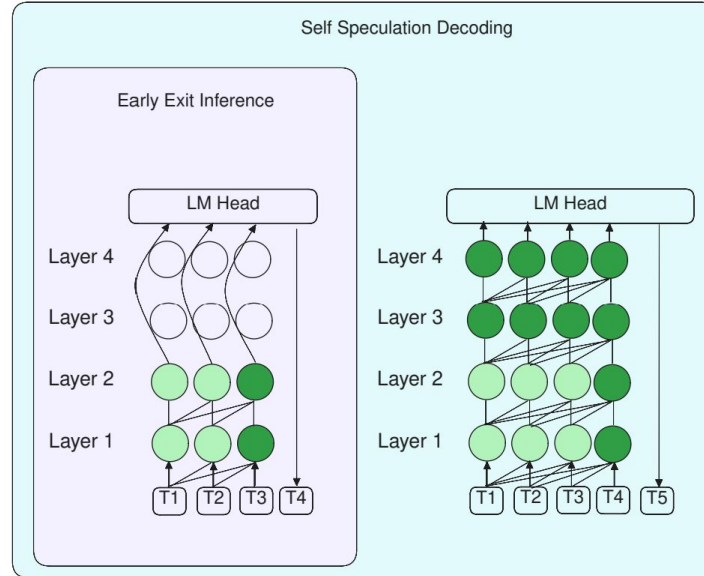 Self Speculation Decoding
Early Exit Inference
LM Head
Layer 4
Layer 3
Layer 2
Layer 1
T1 T2 T3 T4
LM Head
Layer 4
Layer 3
Layer 2
Layer 1
T1 T2 T3 T4 T5